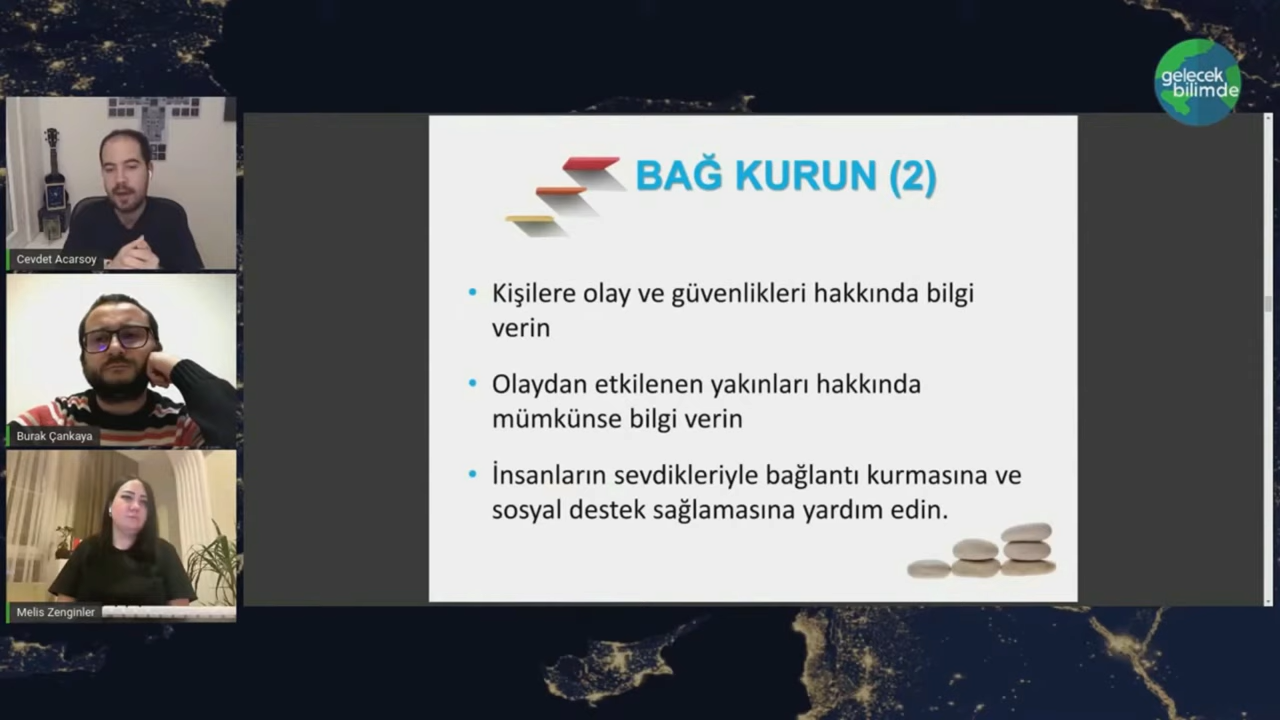 gelecek
bilimde
Cevdet Acarsoy
Burak Çankaya
Melis Zenginler
BAĞ KURUN (2)
• Kişilere olay ve güvenlikleri hakkında bilgi
verin
• Olaydan etkilenen yakınları hakkında
mümkünse bilgi verin
• İnsanların sevdikleriyle bağlantı kurmasına ve
sosyal destek sağlamasına yardım edin.